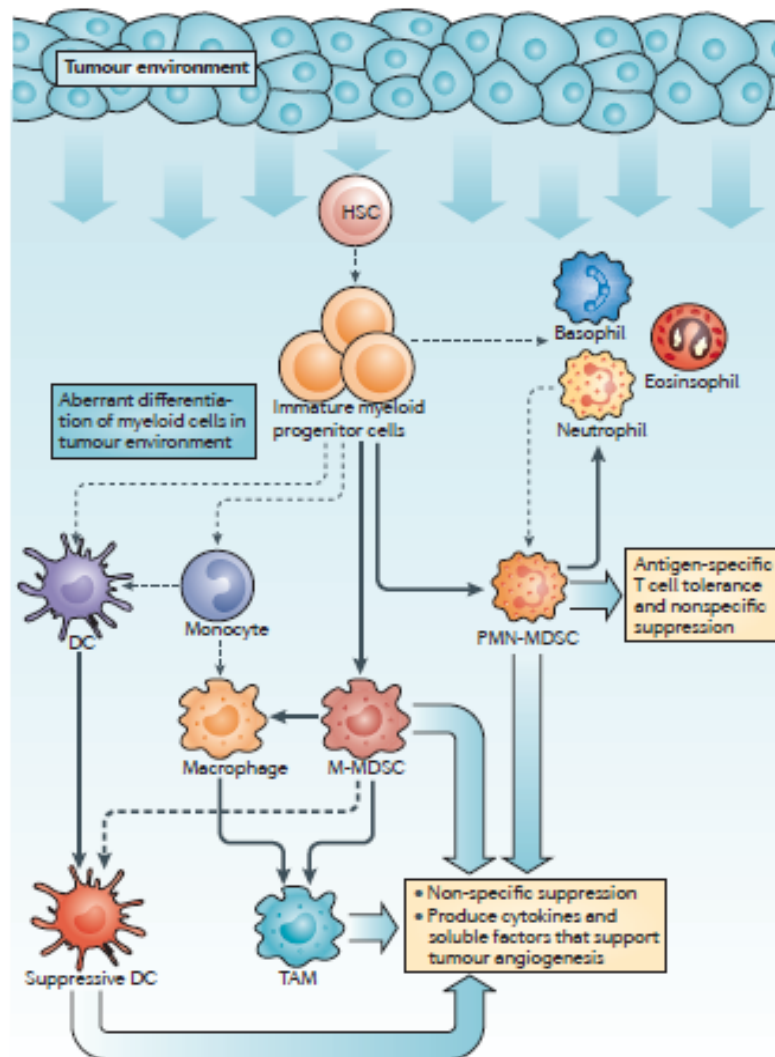 Tumour environment
HSC
Basophil
Eosinsophil
Neutrophil
Immature myeloid
progenitor cells
Aberrant differentia-
tion of myeloid cells in
tumour environment
DC
Monocyte
PMN-MDSC
Antigen-specific
T cell tolerance
and nonspecific
suppression
Macrophage
M-MDSC
Suppressive DC
TAM
• Non-specific suppression
• Produce cytokines and
soluble factors that support
tumour angiogenesis